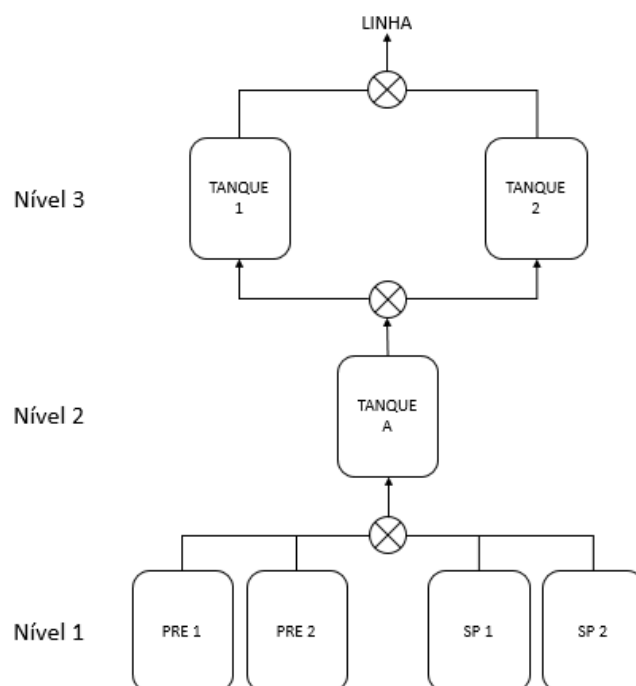 LINHA
Nível 3
TANQUE
1
TANQUE
2
Nível 2
TANQUE
A
Nível 1
PRE 1
PRE 2
SP 1
SP 2